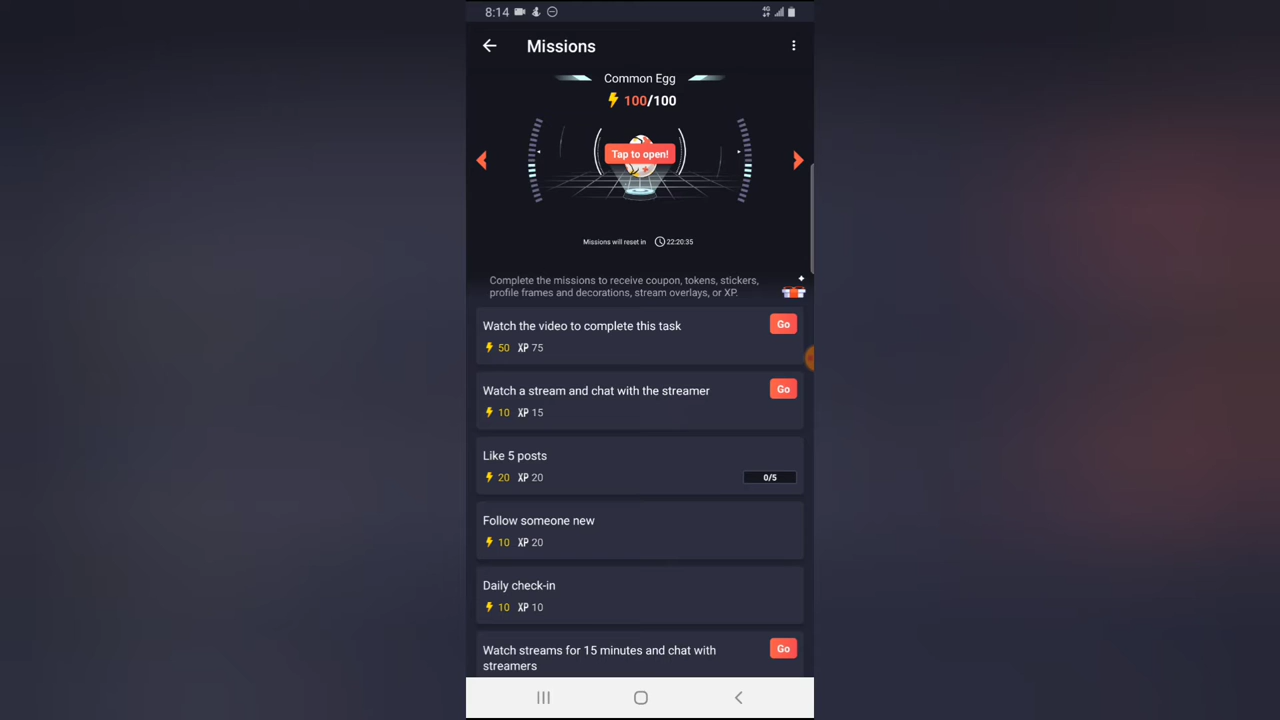 8:14
4G
Missions
Common Egg
100/100
Tap to open!
Missions will reset in 22:20:35
Complete the missions to receive coupon, tokens, stickers,
profile frames and decorations, stream overlays, or XP.
Watch the video to complete this task
Go
50 XP 75
Watch a stream and chat with the streamer
Go
10 XP 15
Like 5 posts
20 XP 20
0/5
Follow someone new
10 XP 20
Daily check-in
10 XP 10
Watch streams for 15 minutes and chat with
streamers
Go